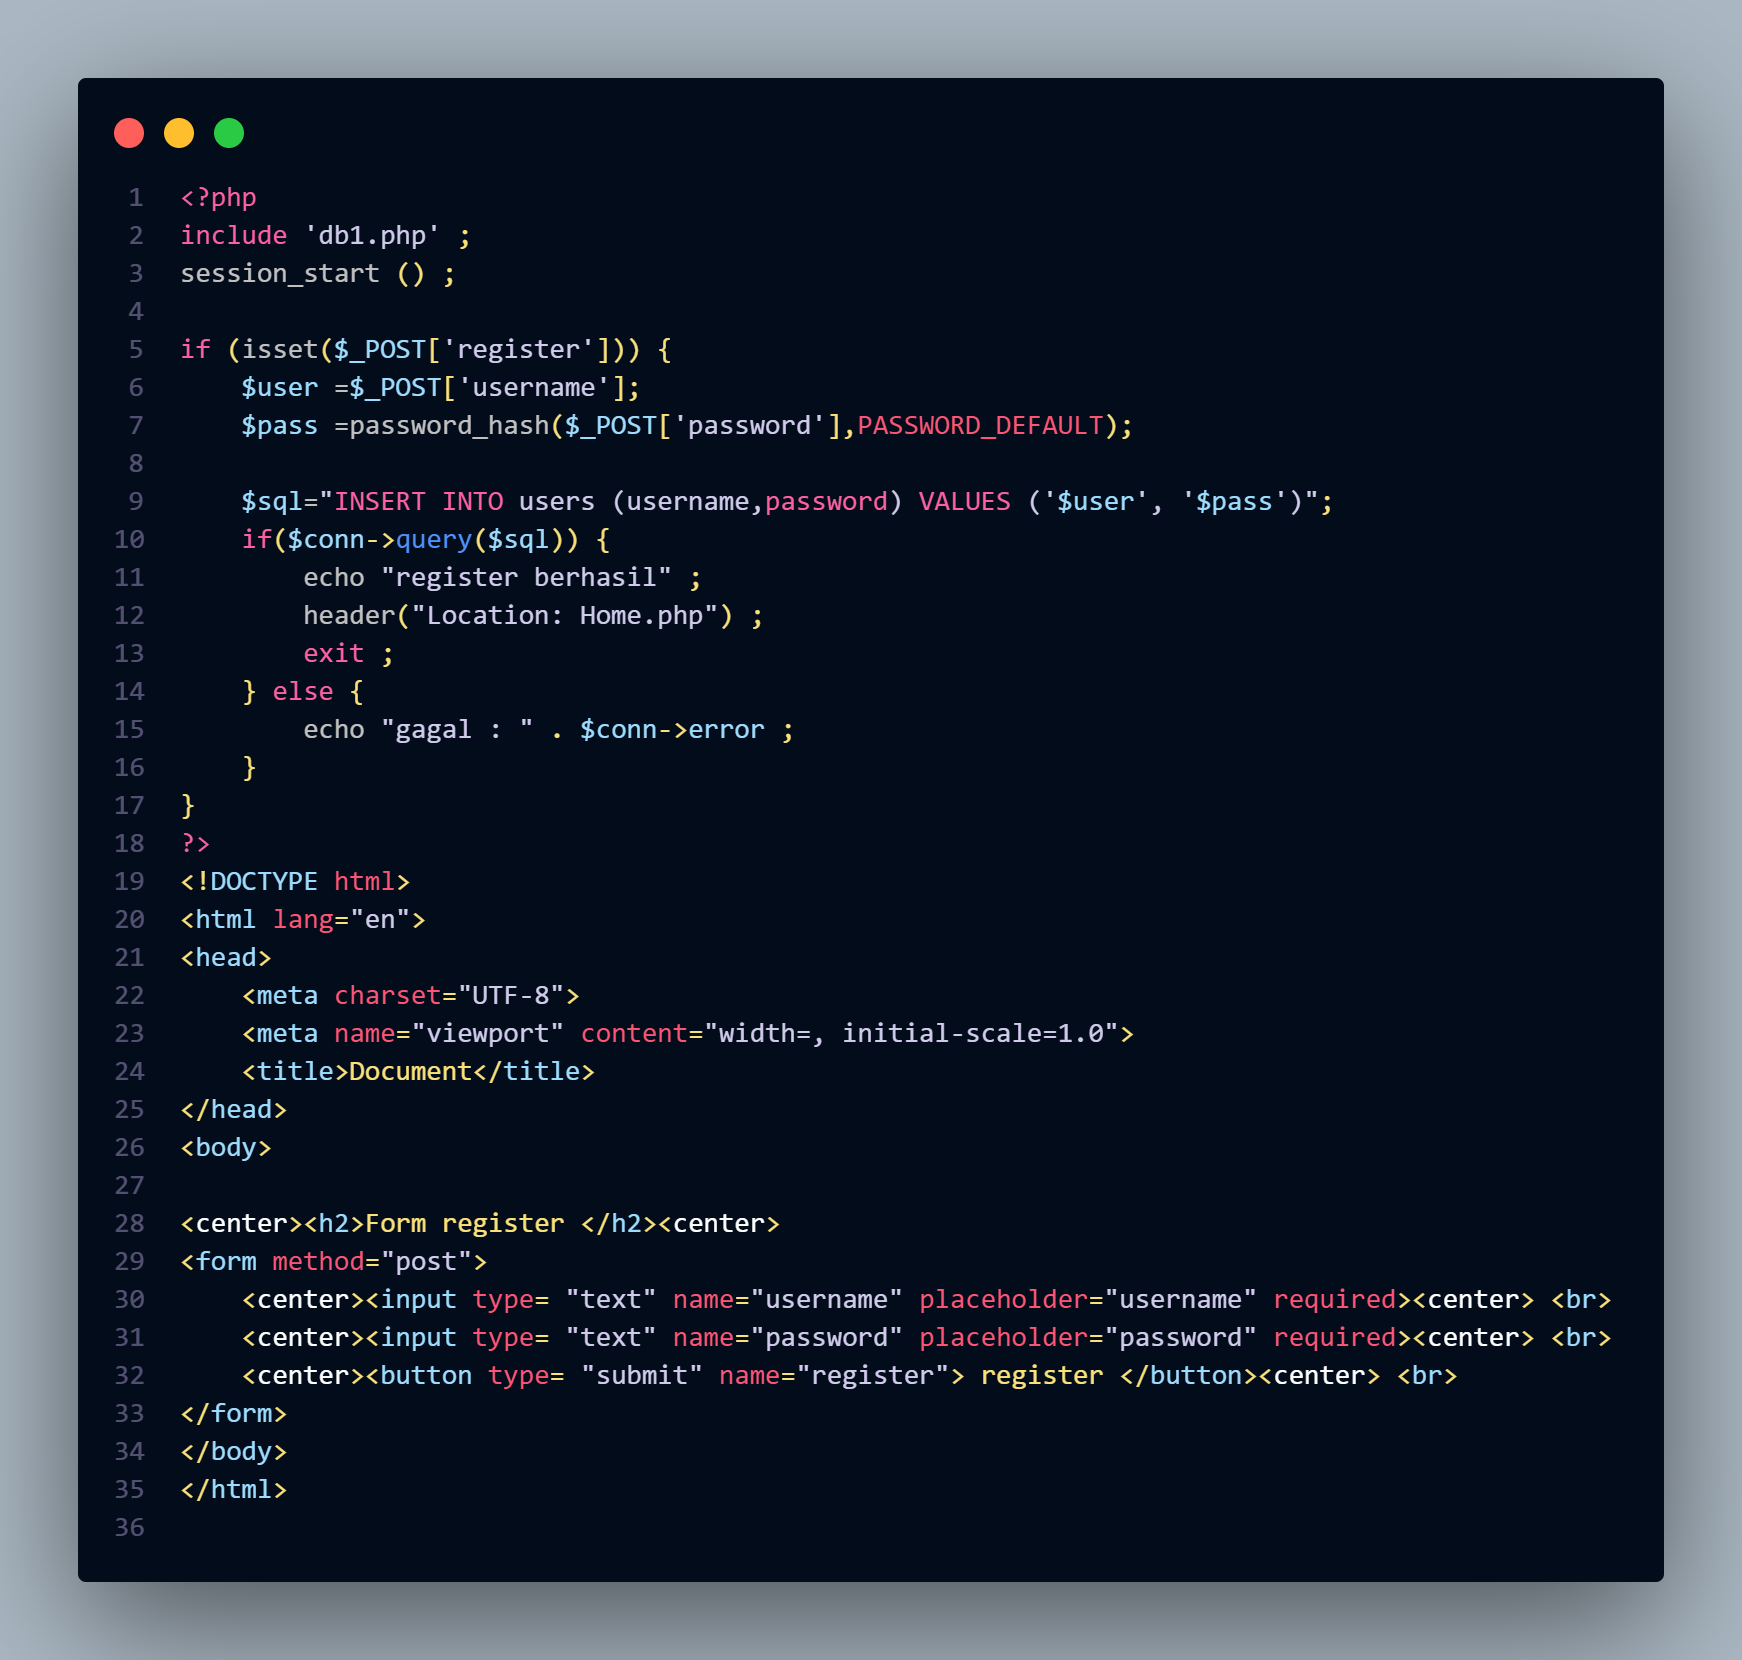 1 <?php
2 include 'db1.php' ;
3 session_start () ;
4
5 if (isset($_POST['register'])) {
6     $user =$_POST['username'];
7     $pass =password_hash($_POST['password'],PASSWORD_DEFAULT);
8
9     $sql="INSERT INTO users (username,password) VALUES ('$user', '$pass')";
10     if($conn->query($sql)) {
11         echo "register berhasil" ;
12         header("Location: Home.php") ;
13         exit ;
14     } else {
15         echo "gagal : " . $conn->error ;
16     }
17 }
18 ?>
19 <!DOCTYPE html>
20 <html lang="en">
21 <head>
22     <meta charset="UTF-8">
23     <meta name="viewport" content="width=, initial-scale=1.0">
24     <title>Document</title>
25 </head>
26 <body>
27
28 <center><h2>Form register </h2><center>
29 <form method="post">
30     <center><input type= "text" name="username" placeholder="username" required><center> <br>
31     <center><input type= "text" name="password" placeholder="password" required><center> <br>
32     <center><button type= "submit" name="register"> register </button><center> <br>
33 </form>
34 </body>
35 </html>
36